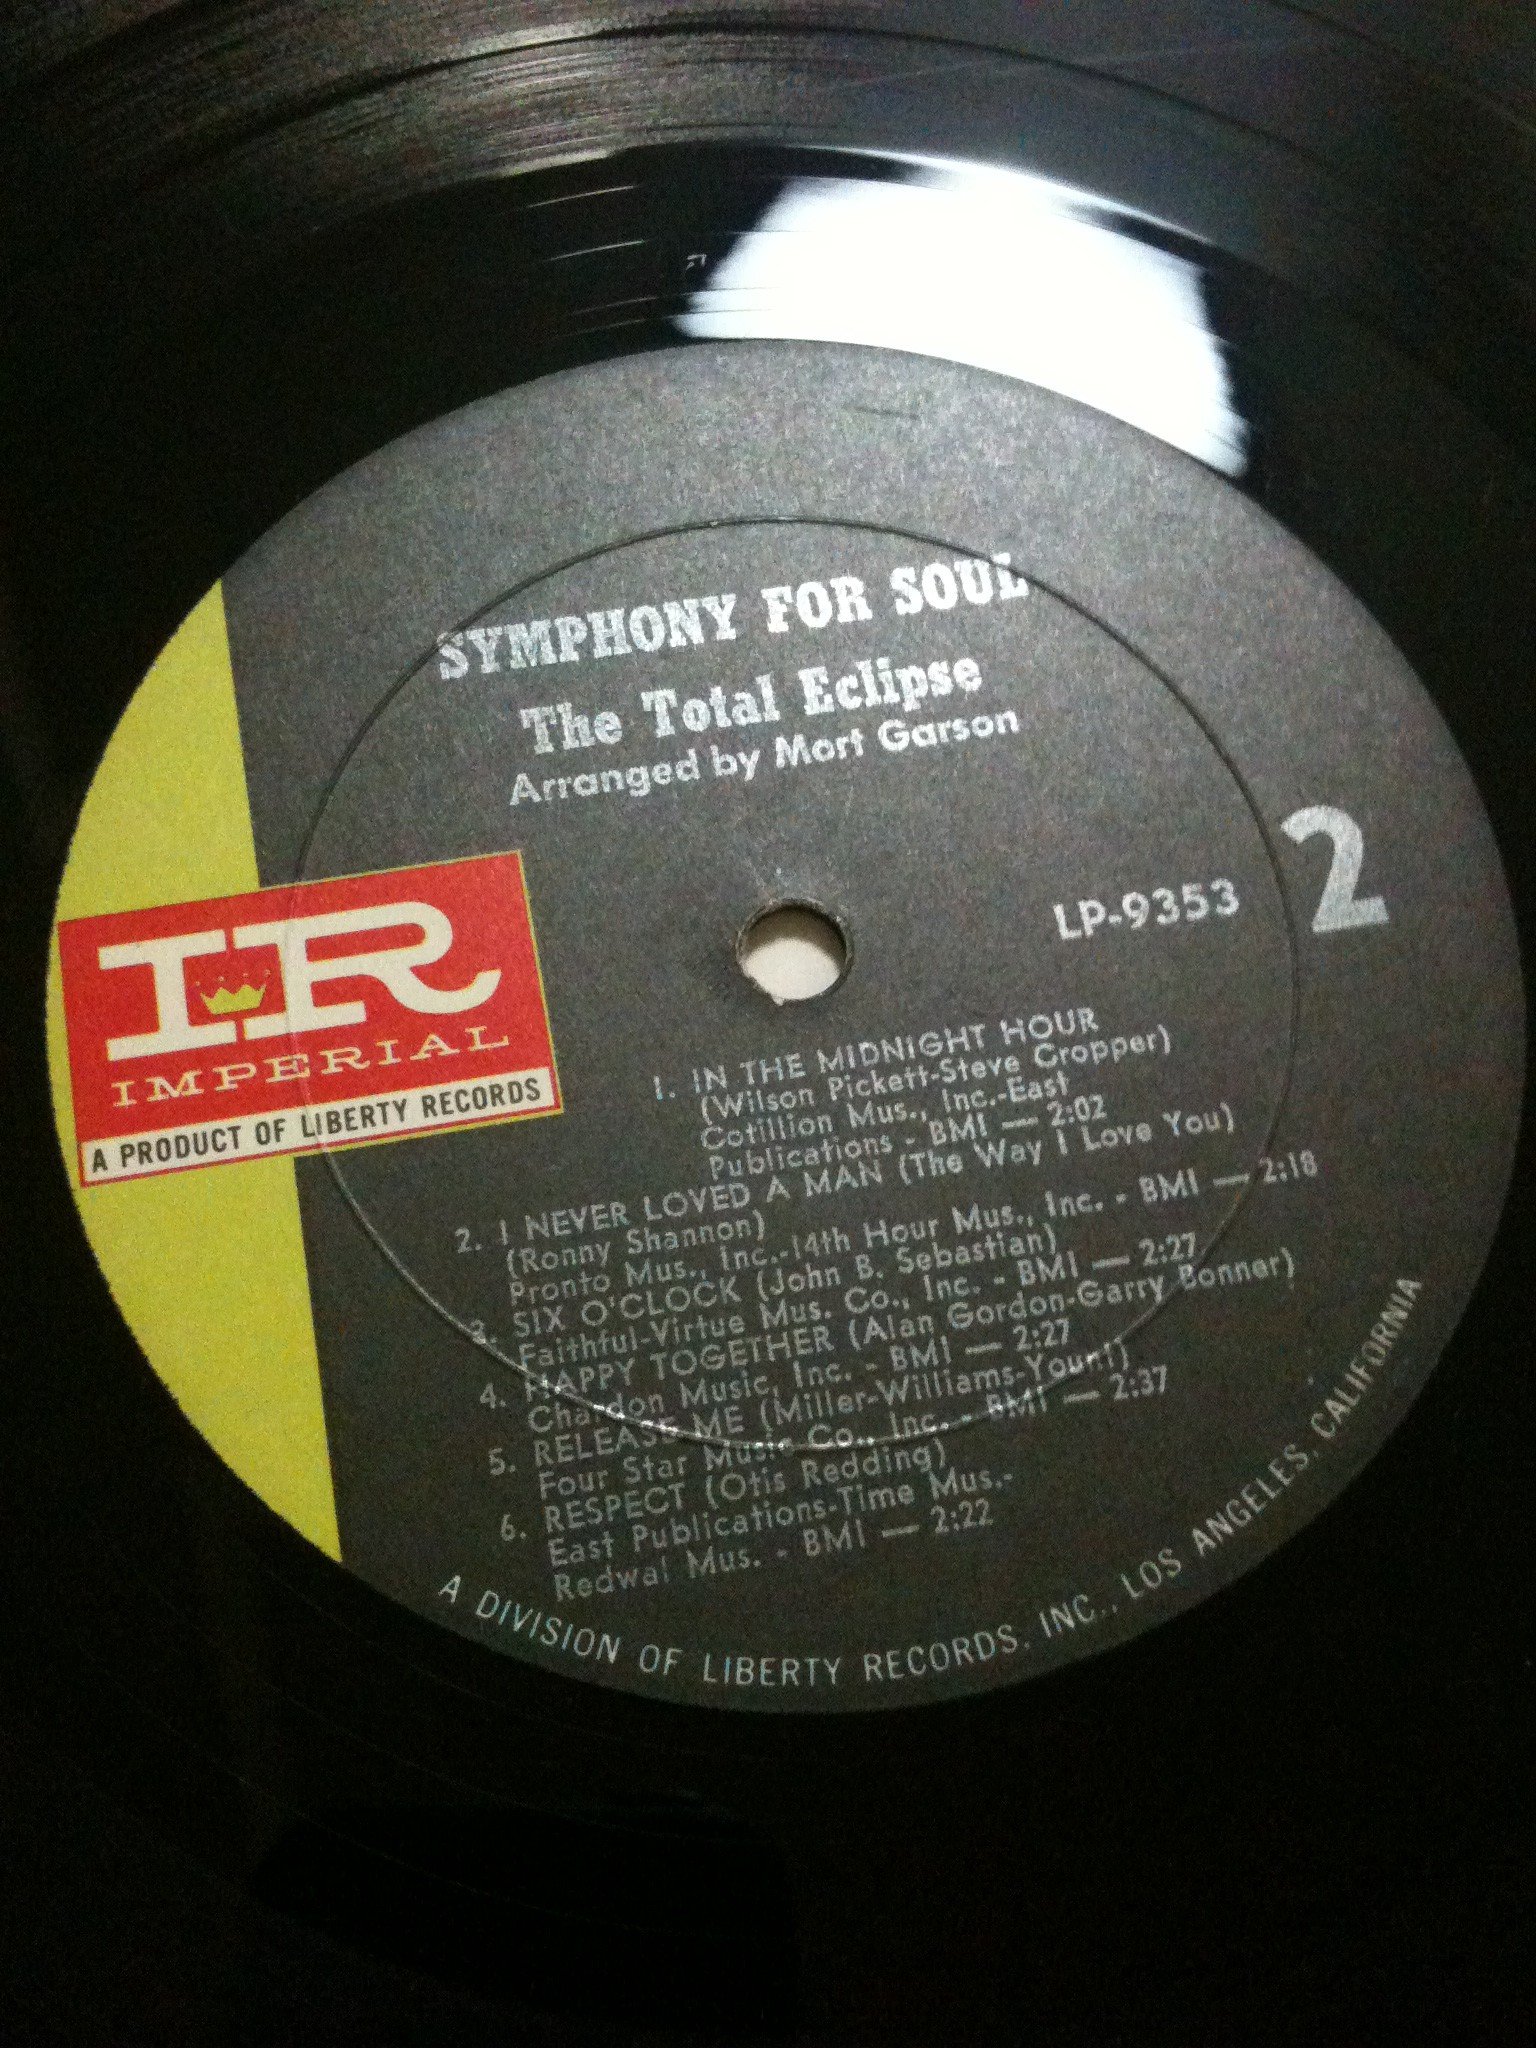 SYMPHONY FOR SOUL
The Total Eclipse
Arranged by Mort Garson
2
LP-9353
IR
IMPERIAL
A PRODUCT OF LIBERTY RECORDS
1. IN THE MIDNIGHT HOUR
(Wilson Pickett-Steve Cropper)
Cotillion Mus., Inc.-East
Publications - BMI — 2:02
2. I NEVER LOVED A MAN (The Way I Love You)
(Ronny Shannon)
Pronto Mus., Inc.-14th Hour Mus., Inc. - BMI — 2:18
3. SIX O'CLOCK (John B. Sebastian)
Faithful-Virtue Mus. Co., Inc. - BMI — 2:27
4. HAPPY TOGETHER (Alan Gordon-Garry Bonner)
Chardon Music, Inc. - BMI — 2:27
5. RELEASE ME (Miller-Williams-Yount)
Four Star Music Co., Inc. - BMI — 2:37
6. RESPECT (Otis Redding)
East Publications-Time Mus.-
Redwal Mus. - BMI — 2:22
A DIVISION OF LIBERTY RECORDS, INC., LOS ANGELES, CALIFORNIA